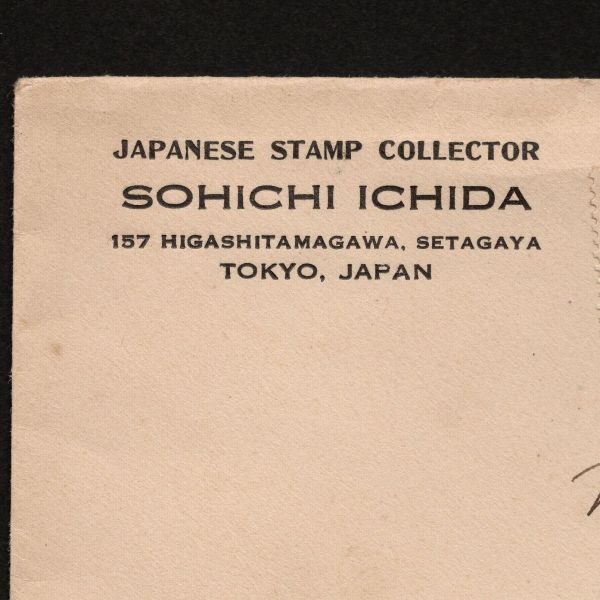 JAPANESE STAMP COLLECTOR
SOHICHI ICHIDA
157 HIGASHITAMAGAWA, SETAGAYA
TOKYO, JAPAN